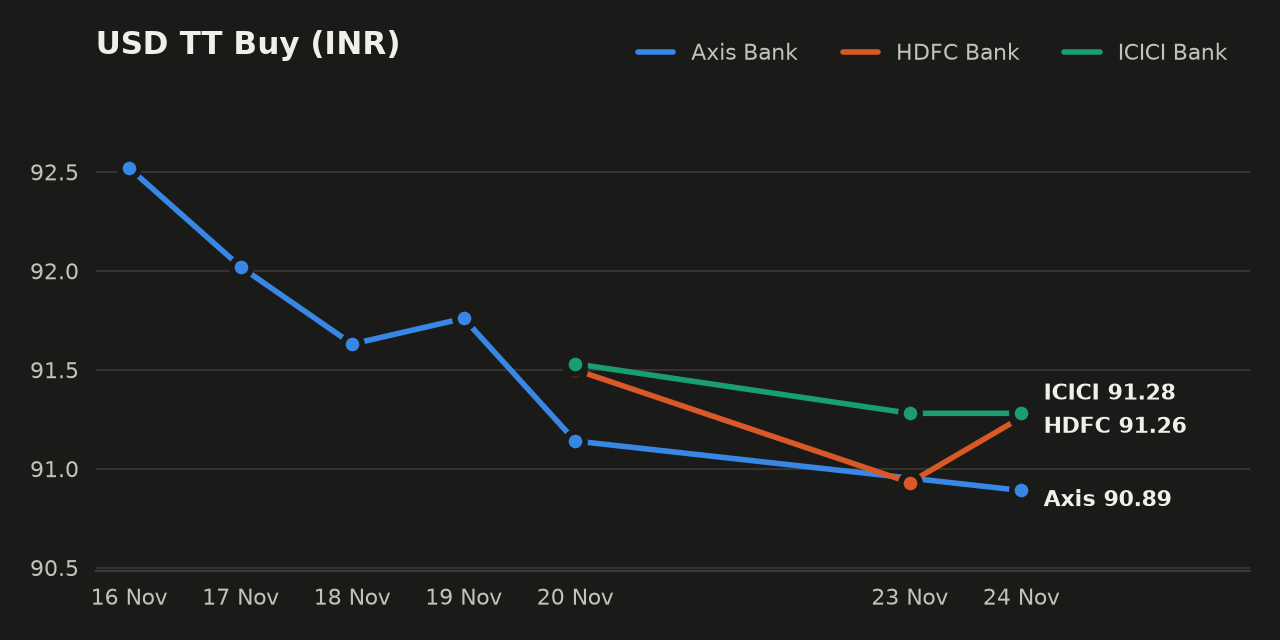 USD TT Buy (INR)
Axis Bank
HDFC Bank
ICICI Bank
92.5
92.0
91.5
91.0
90.5
ICICI 91.28
HDFC 91.26
Axis 90.89
16 Nov
17 Nov
18 Nov
19 Nov
20 Nov
23 Nov
24 Nov